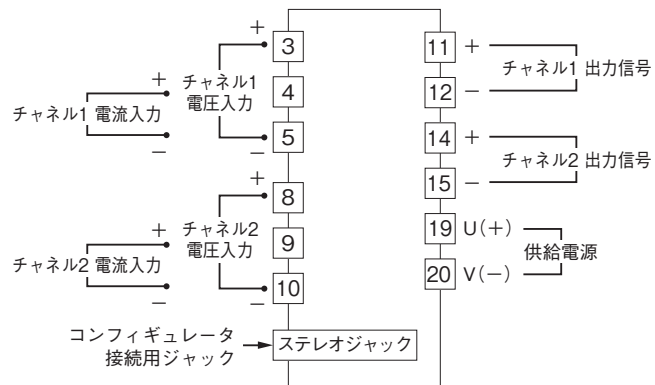 +
3
チャネル1
電圧入力
+
チャネル1 電流入力
−
4
5
−
+
8
チャネル2
電圧入力
+
チャネル2 電流入力
−
9
10
−
11 +
チャネル1 出力信号
12 −
14 +
チャネル2 出力信号
15 −
19 U(+)
供給電源
20 V(−)
コンフィギュレータ
接続用ジャック
ステレオジャック